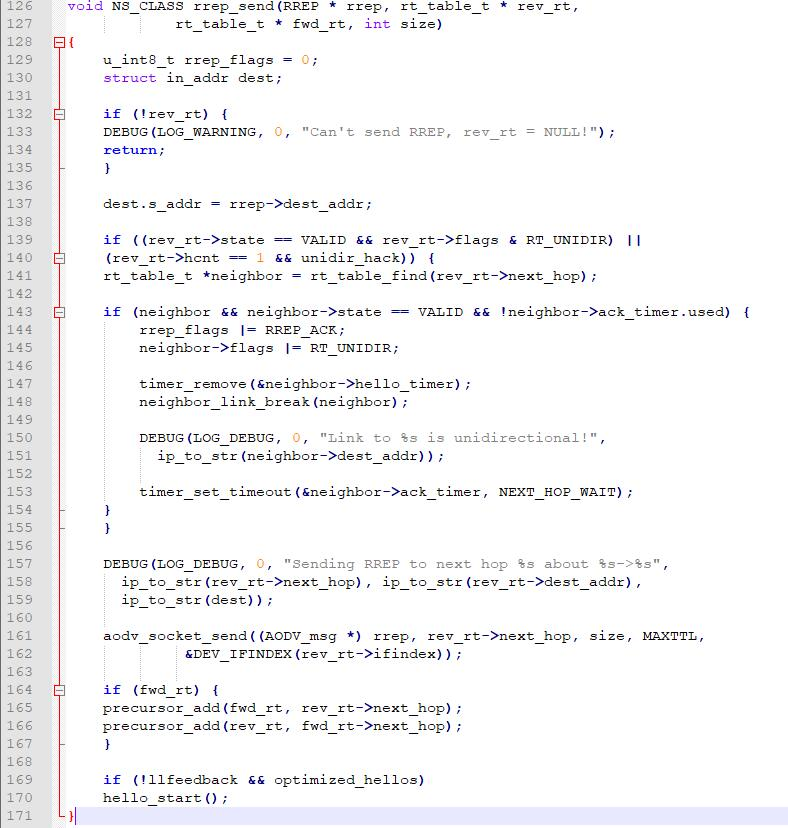 126 void NS_CLASS rrep_send(RREP * rrep, rt_table_t * rev_rt,
127 rt_table_t * fwd_rt, int size)
128 {
129 u_int8_t rrep_flags = 0;
130 struct in_addr dest;
131
132 if (!rev_rt) {
133 DEBUG(LOG_WARNING, 0, "Can't send RREP, rev_rt = NULL!");
134 return;
135 }
136
137 dest.s_addr = rrep->dest_addr;
138
139 if ((rev_rt->state == VALID && rev_rt->flags & RT_UNIDIR) ||
140 (rev_rt->hcnt == 1 && unidir_hack)) {
141 rt_table_t *neighbor = rt_table_find(rev_rt->next_hop);
142
143 if (neighbor && neighbor->state == VALID && !neighbor->ack_timer.used) {
144 rrep_flags |= RREP_ACK;
145 neighbor->flags |= RT_UNIDIR;
146
147 timer_remove(&neighbor->hello_timer);
148 neighbor_link_break(neighbor);
149
150 DEBUG(LOG_DEBUG, 0, "Link to %s is unidirectional!",
151 ip_to_str(neighbor->dest_addr));
152
153 timer_set_timeout(&neighbor->ack_timer, NEXT_HOP_WAIT);
154 }
155 }
156
157 DEBUG(LOG_DEBUG, 0, "Sending RREP to next hop %s about %s->%s",
158 ip_to_str(rev_rt->next_hop), ip_to_str(rev_rt->dest_addr),
159 ip_to_str(dest));
160
161 aodv_socket_send((AODV_msg *) rrep, rev_rt->next_hop, size, MAXTTL,
162 &DEV_IFINDEX(rev_rt->ifindex));
163
164 if (fwd_rt) {
165 precursor_add(fwd_rt, rev_rt->next_hop);
166 precursor_add(rev_rt, fwd_rt->next_hop);
167 }
168
169 if (!llfeedback && optimized_hellos)
170 hello_start();
171 }